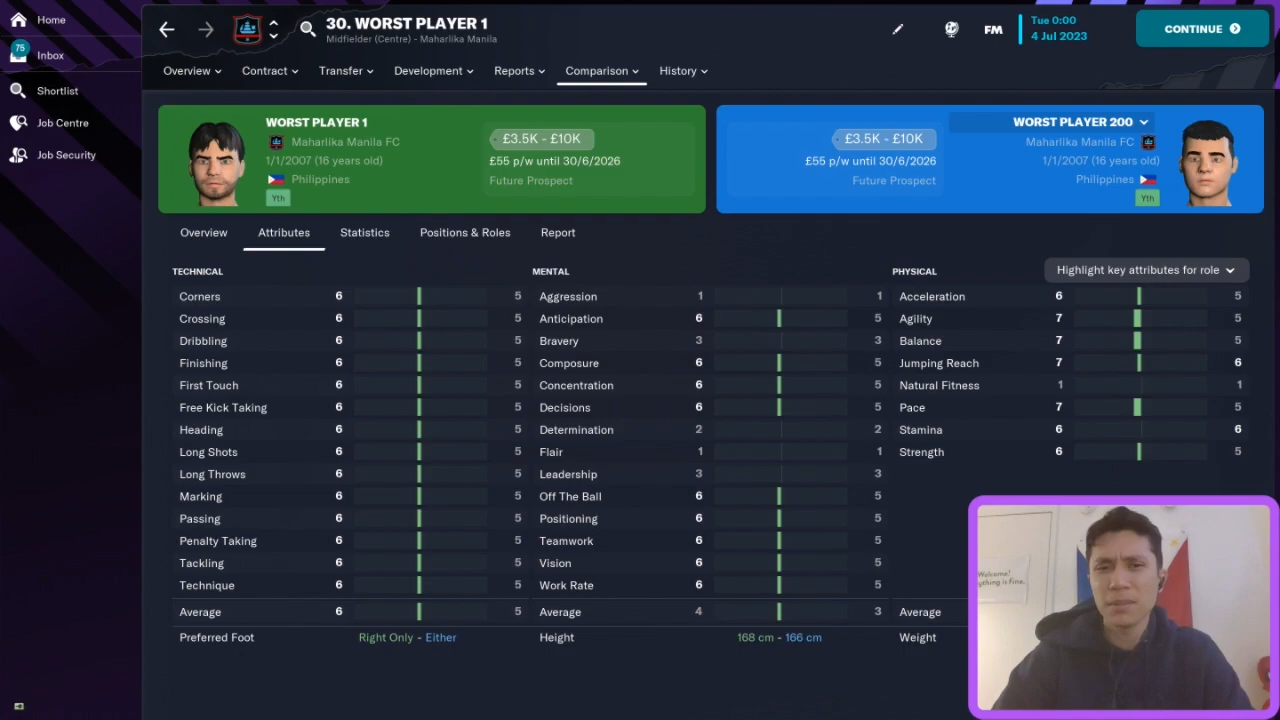 Home
75
Inbox
Shortlist
Job Centre
Job Security
30. WORST PLAYER 1
Midfielder (Centre) - Maharlika Manila
FM
Tue 0:00
4 Jul 2023
CONTINUE
Overview
Contract
Transfer
Development
Reports
Comparison
History
WORST PLAYER 1
Maharlika Manila FC
1/1/2007 (16 years old)
Philippines
Yth
£3.5K - £10K
£55 p/w until 30/6/2026
Future Prospect
£3.5K - £10K
£55 p/w until 30/6/2026
Future Prospect
WORST PLAYER 200
Maharlika Manila FC
1/1/2007 (16 years old)
Philippines
Yth
Overview
Attributes
Statistics
Positions & Roles
Report
Highlight key attributes for role
TECHNICAL
Corners 6 5
Crossing 6 5
Dribbling 6 5
Finishing 6 5
First Touch 6 5
Free Kick Taking 6 5
Heading 6 5
Long Shots 6 5
Long Throws 6 5
Marking 6 5
Passing 6 5
Penalty Taking 6 5
Tackling 6 5
Technique 6 5
Average 6 5
Preferred Foot Right Only - Either
MENTAL
Aggression 1 1
Anticipation 6 5
Bravery 3 3
Composure 6 5
Concentration 6 5
Decisions 6 5
Determination 2 2
Flair 1 1
Leadership 3 3
Off The Ball 6 5
Positioning 6 5
Teamwork 6 5
Vision 6 5
Work Rate 6 5
Average 4 3
Height 168 cm - 166 cm
PHYSICAL
Acceleration 6 5
Agility 7 5
Balance 7 5
Jumping Reach 7 6
Natural Fitness 1 1
Pace 7 5
Stamina 6 6
Strength 6 5
Average
Weight
Welcome!
thing is fine.